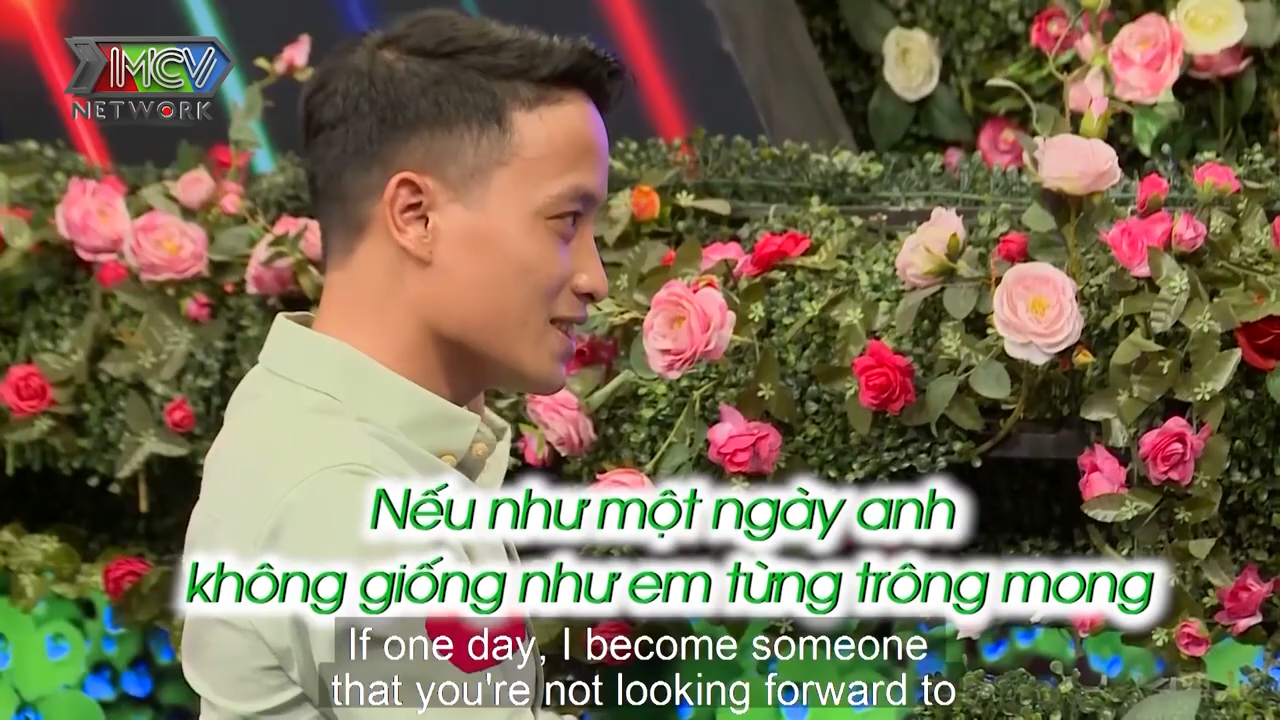 MCV
NETWORK
Nếu như một ngày anh
không giống như em từng trông mong
If one day, I become someone
that you're not looking forward to